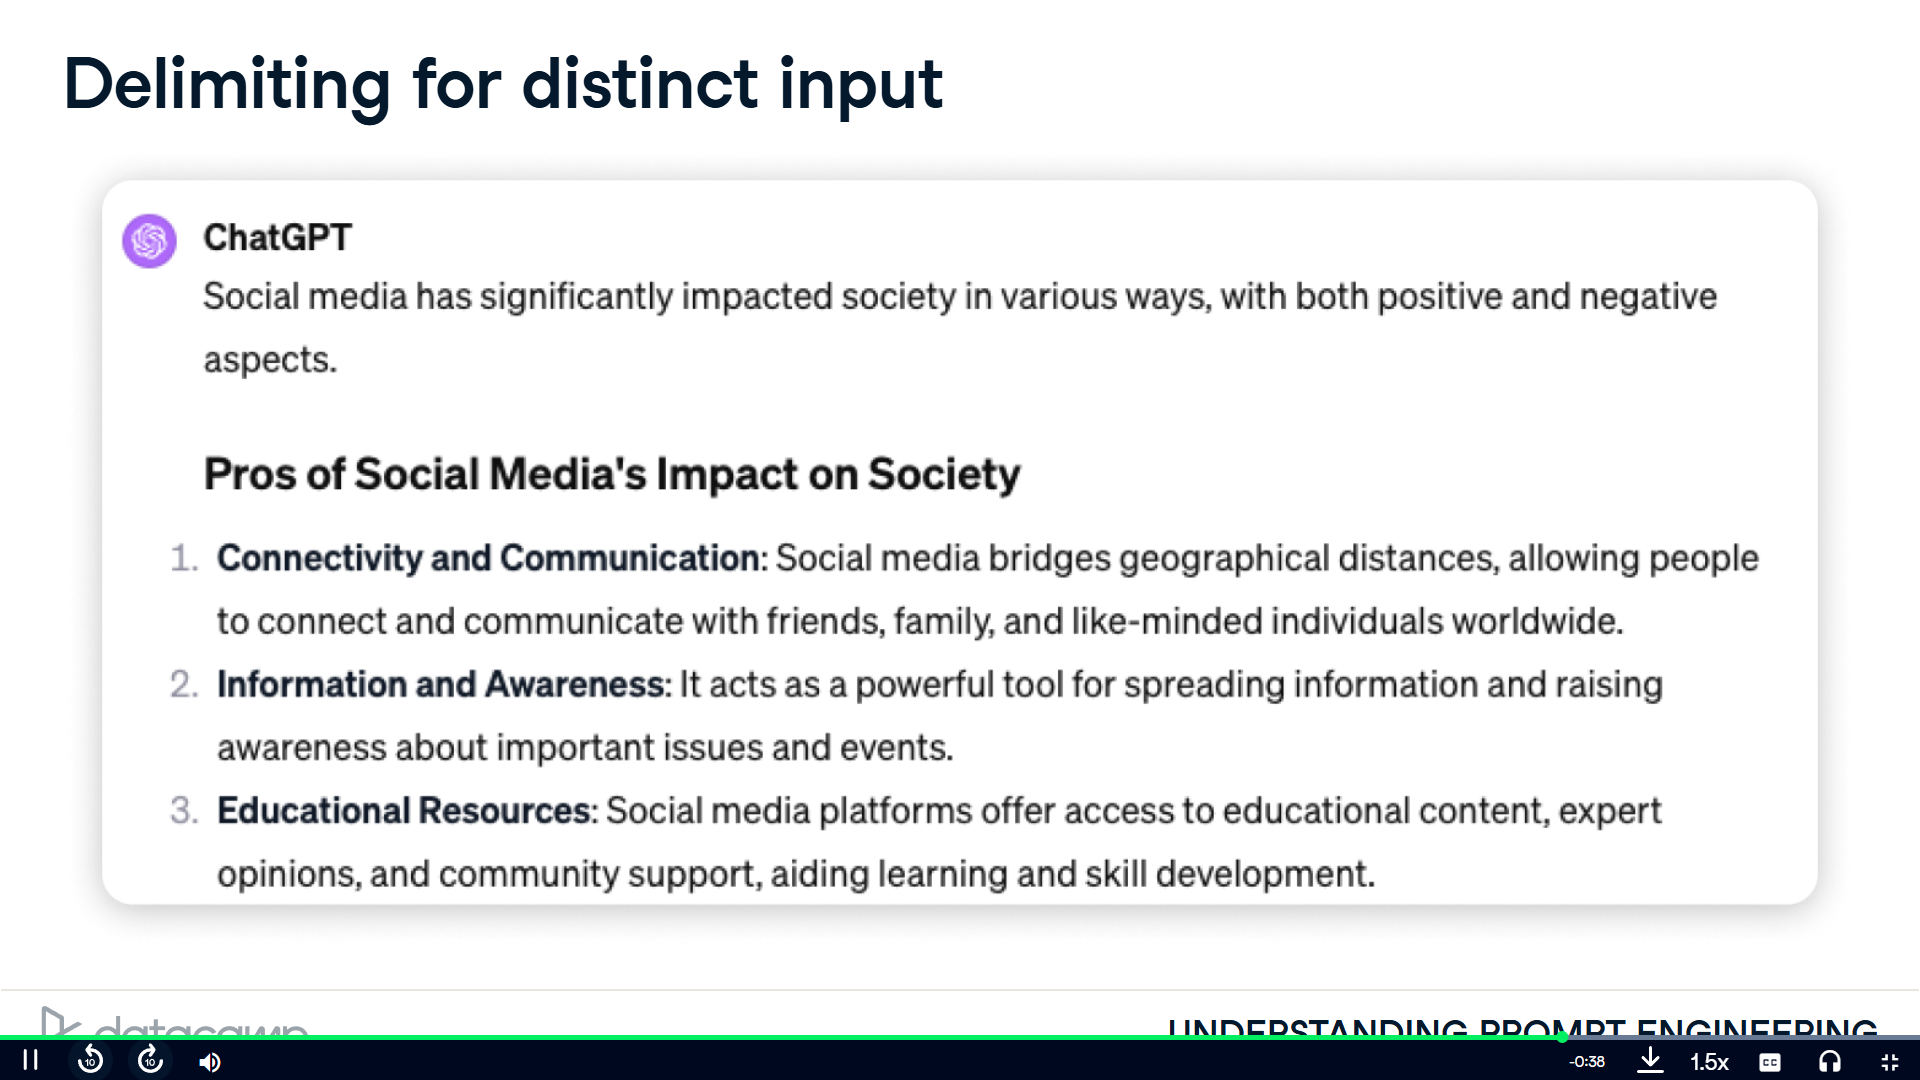 Delimiting for distinct input
ChatGPT
Social media has significantly impacted society in various ways, with both positive and negative
aspects.
Pros of Social Media's Impact on Society
1. Connectivity and Communication: Social media bridges geographical distances, allowing people
to connect and communicate with friends, family, and like-minded individuals worldwide.
2. Information and Awareness: It acts as a powerful tool for spreading information and raising
awareness about important issues and events.
3. Educational Resources: Social media platforms offer access to educational content, expert
opinions, and community support, aiding learning and skill development.
datacamp
UNDERSTANDING PROMPT ENGINEERING
10
10
-0:38
1.5x
CC